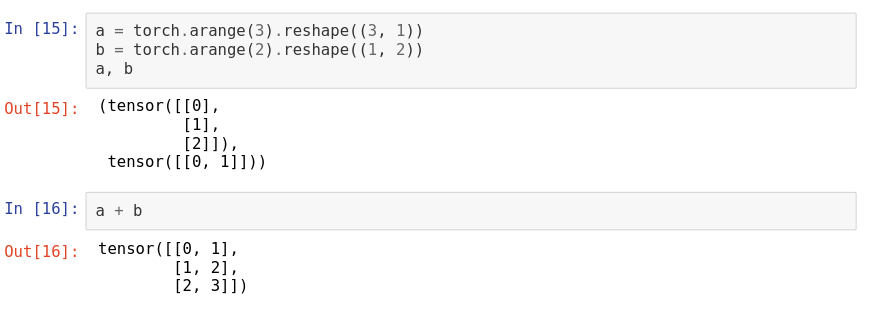 In [15]: a = torch.arange(3).reshape((3, 1))
b = torch.arange(2).reshape((1, 2))
a, b
Out[15]: (tensor([[0],
         [1],
         [2]]),
 tensor([[0, 1]]))
In [16]: a + b
Out[16]: tensor([[0, 1],
        [1, 2],
        [2, 3]])